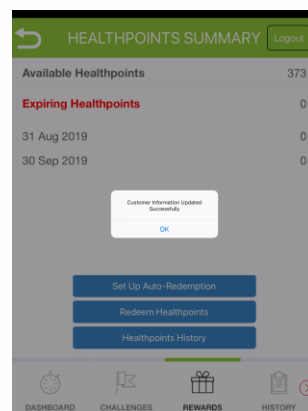 HEALTHPOINTS SUMMARY
Logout
Available Healthpoints 373
Expiring Healthpoints 0
31 Aug 2019 0
30 Sep 2019 0
Customer Information Updated
Successfully
OK
Set Up Auto-Redemption
Redeem Healthpoints
Healthpoints History
DASHBOARD CHALLENGES REWARDS HISTORY